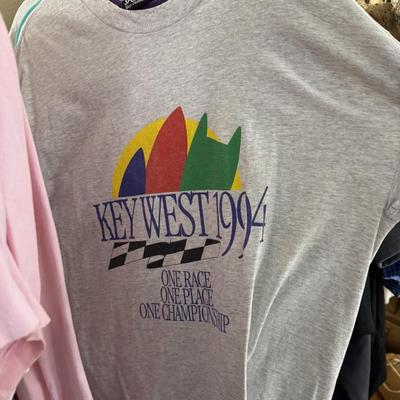 KEY WEST 1994
ONE RACE
ONE PLACE
ONE CHAMPIONSHIP